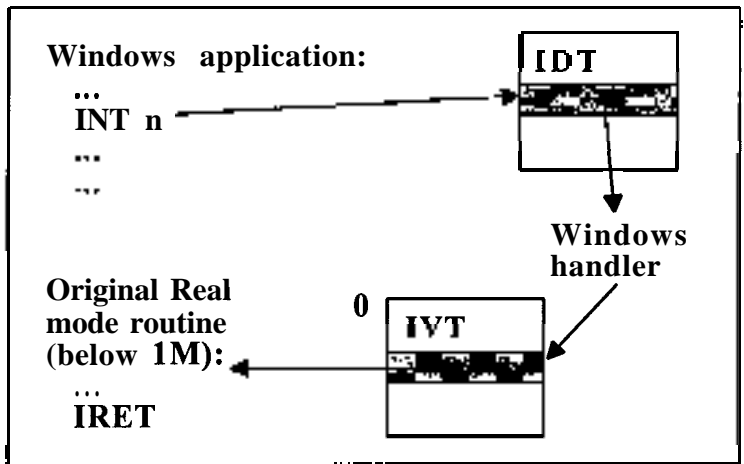 Windows application:
...
INT n
...
...
IDT
Windows
handler
Original Real
mode routine
(below 1M):
...
IRET
0
IVT